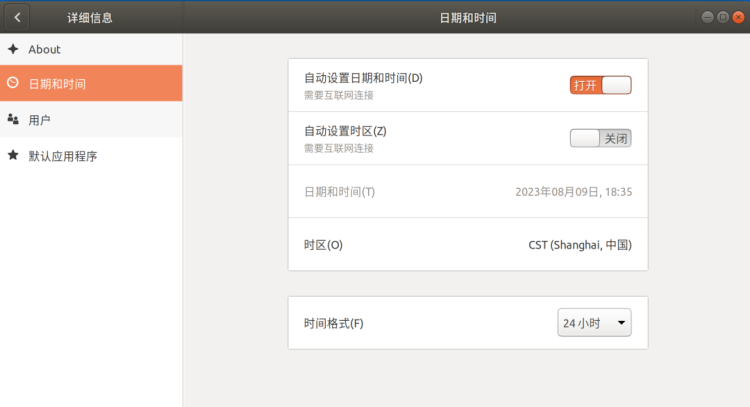 详细信息
日期和时间
About
日期和时间
用户
默认应用程序
自动设置日期和时间(D)
需要互联网连接
打开
自动设置时区(Z)
需要互联网连接
关闭
日期和时间(T)
2023年08月09日, 18:35
时区(O)
CST (Shanghai, 中国)
时间格式(F)
24 小时